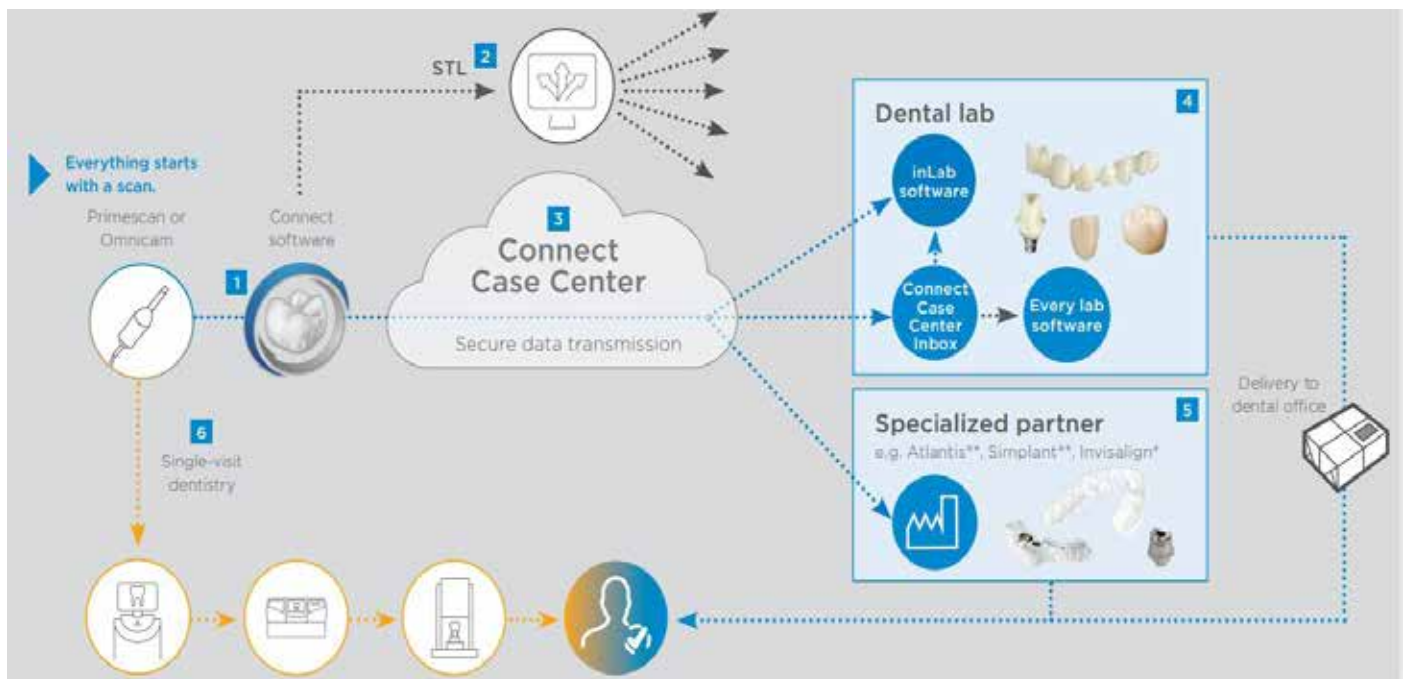 STL
2
Everything starts
with a scan.
Primescan or
Omnicam
Connect
software
1
3
Connect
Case Center
Secure data transmission
4
Dental lab
inLab
software
Connect
Case
Center
Inbox
Every lab
software
5
Specialized partner
e.g. Atlantis**, Simplant**, Invisalign*
Delivery to
dental office
6
Single-visit
dentistry